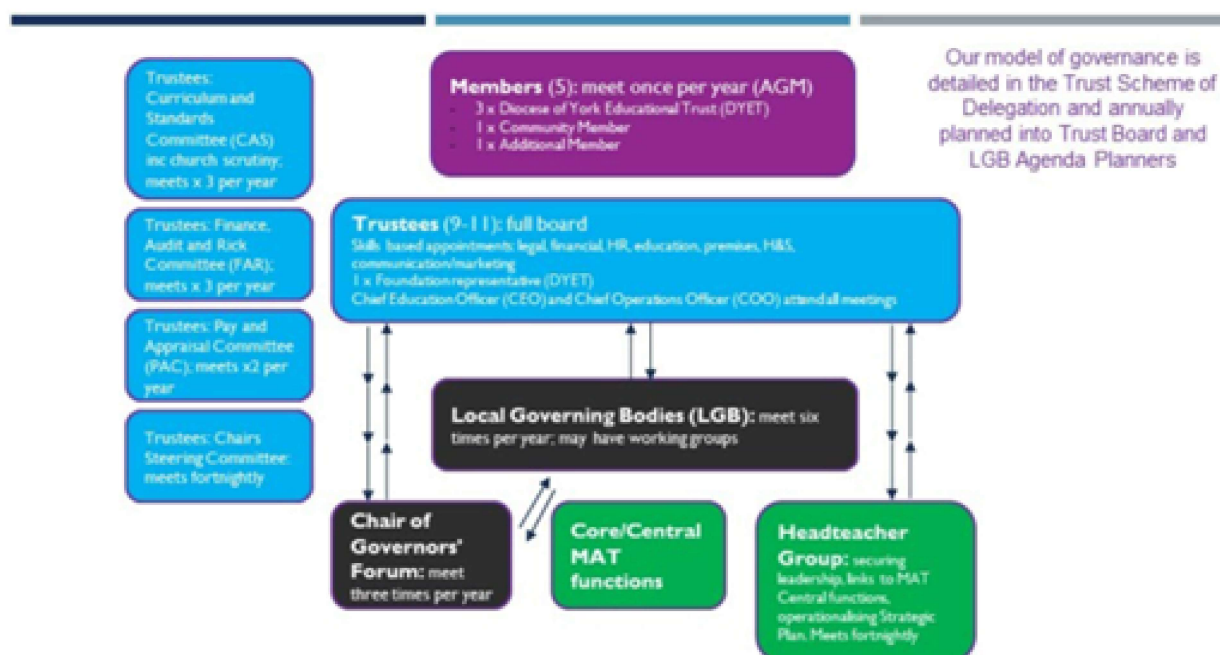 Trustees:
Curriculum and
Standards
Committee (CAS)
inc church scrutiny;
meets x 3 per year
Trustees: Finance,
Audit and Rick
Committee (FAR);
meets x 3 per year
Trustees: Pay and
Appraisal Committee
(PAC); meets x2 per
year
Trustees: Chairs
Steering Committee:
meets fortnightly
Members (5): meet once per year (AGM)
- 3 x Diocese of York Educational Trust (DYET)
- 1 x Community Member
- 1 x Additional Member
Our model of governance is
detailed in the Trust Scheme of
Delegation and annually
planned into Trust Board and
LGB Agenda Planners
Trustees (9-11): full board
Skills based appointments: legal, financial, HR, education, premises, H&S,
communication/marketing
1 x Foundation representative (DYET)
Chief Education Officer (CEO) and Chief Operations Officer (COO) attend all meetings
Local Governing Bodies (LGB): meet six
times per year; may have working groups
Chair of
Governors'
Forum: meet
three times per year
Core/Central
MAT
functions
Headteacher
Group: securing
leadership, links to MAT
Central functions,
operationalising Strategic
Plan. Meets fortnightly